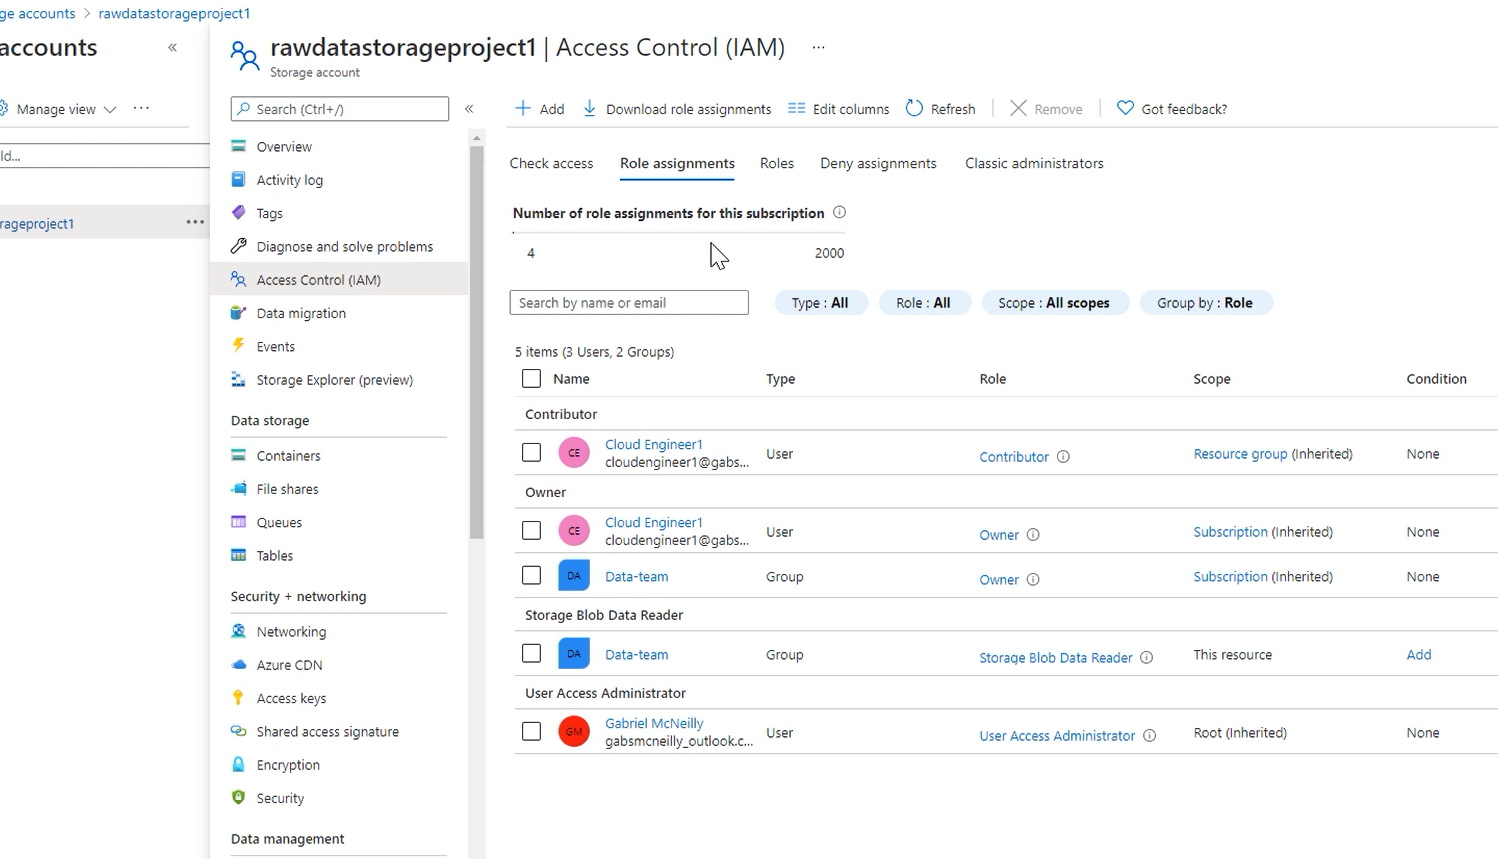 ge accounts > rawdatastorageproject1
accounts «
Manage view ···
ld...
rageproject1 •••
rawdatastorageproject1 | Access Control (IAM) ···
Storage account
Search (Ctrl+/) «
Overview
Activity log
Tags
Diagnose and solve problems
Access Control (IAM)
Data migration
Events
Storage Explorer (preview)
Data storage
Containers
File shares
Queues
Tables
Security + networking
Networking
Azure CDN
Access keys
Shared access signature
Encryption
Security
Data management
+ Add Download role assignments Edit columns Refresh Remove Got feedback?
Check access Role assignments Roles Deny assignments Classic administrators
Number of role assignments for this subscription
4 2000
Search by name or email Type : All Role : All Scope : All scopes Group by : Role
5 items (3 Users, 2 Groups)
Name Type Role Scope Condition
Contributor
CE Cloud Engineer1 User Contributor Resource group (Inherited) None
cloudengineer1@gabs...
Owner
CE Cloud Engineer1 User Owner Subscription (Inherited) None
cloudengineer1@gabs...
DA Data-team Group Owner Subscription (Inherited) None
Storage Blob Data Reader
DA Data-team Group Storage Blob Data Reader This resource Add
User Access Administrator
GM Gabriel McNeilly User User Access Administrator Root (Inherited) None
gabsmcneilly_outlook.c...